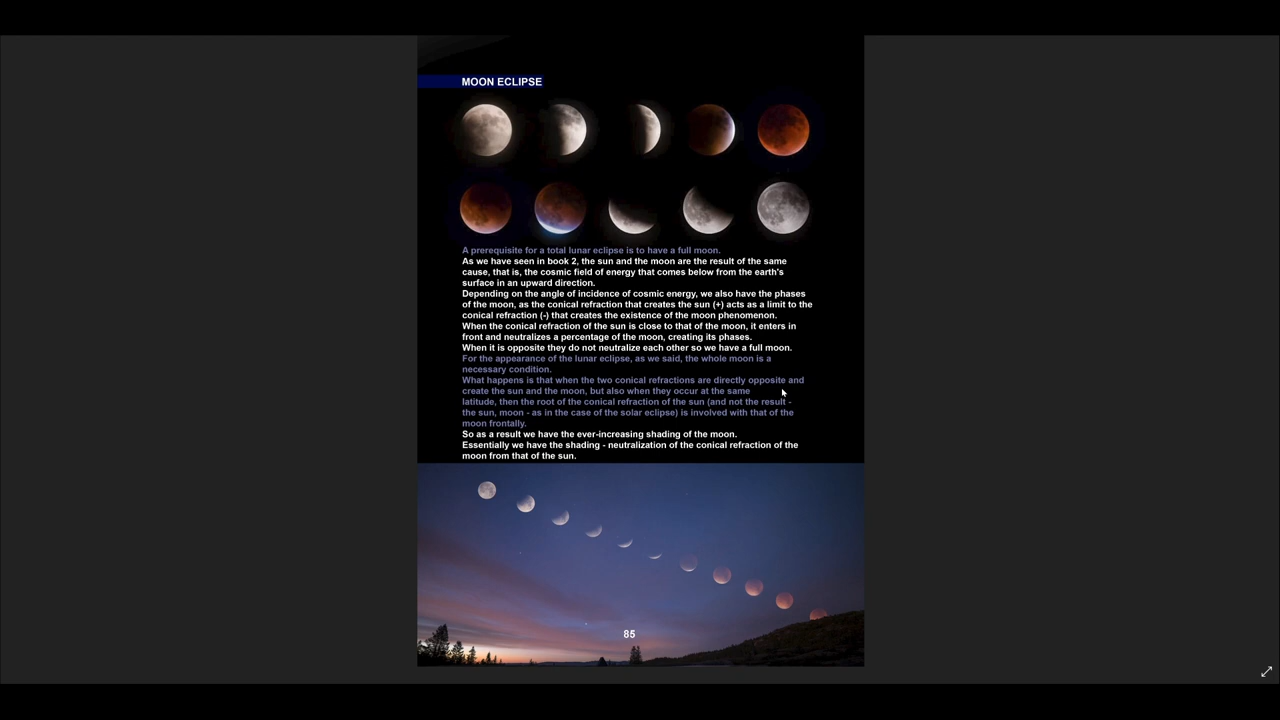 MOON ECLIPSE
A prerequisite for a total lunar eclipse is to have a full moon.
As we have seen in book 2, the sun and the moon are the result of the same
cause, that is, the cosmic field of energy that comes below from the earth's
surface in an upward direction.
Depending on the angle of incidence of cosmic energy, we also have the phases
of the moon, as the conical refraction that creates the sun (+) acts as a limit to the
conical refraction (-) that creates the existence of the moon phenomenon.
When the conical refraction of the sun is close to that of the moon, it enters in
front and neutralizes a percentage of the moon, creating its phases.
When it is opposite they do not neutralize each other so we have a full moon.
For the appearance of the lunar eclipse, as we said, the whole moon is a
necessary condition.
What happens is that when the two conical refractions are directly opposite and
create the sun and the moon, but also when they occur at the same
latitude, then the root of the conical refraction of the sun (and not the result -
the sun, moon - as in the case of the solar eclipse) is involved with that of the
moon frontally.
So as a result we have the ever-increasing shading of the moon.
Essentially we have the shading - neutralization of the conical refraction of the
moon from that of the sun.
85